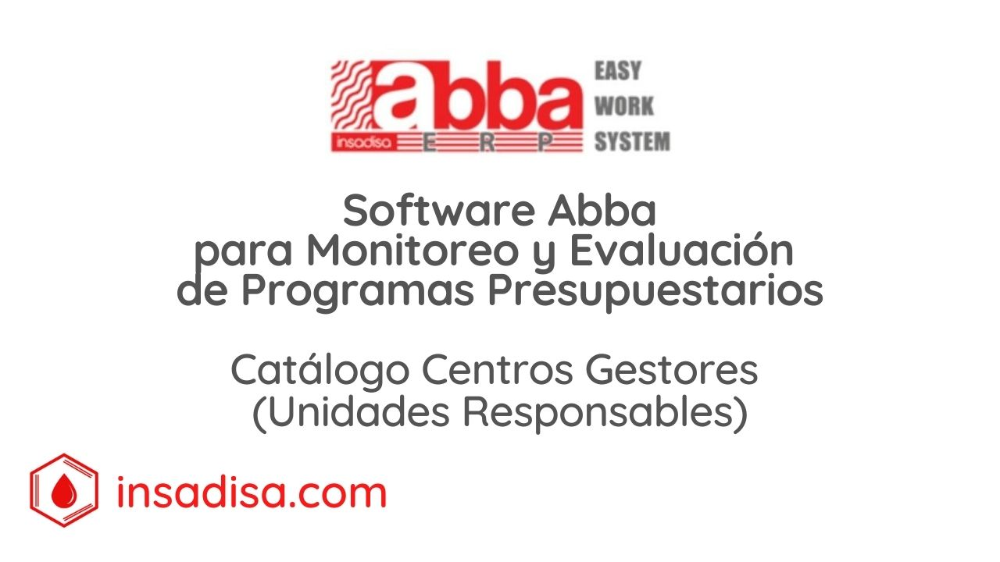 abba
EASY
WORK
SYSTEM
insadisa E R P
Software Abba
para Monitoreo y Evaluación
de Programas Presupuestarios
Catálogo Centros Gestores
(Unidades Responsables)
insadisa.com